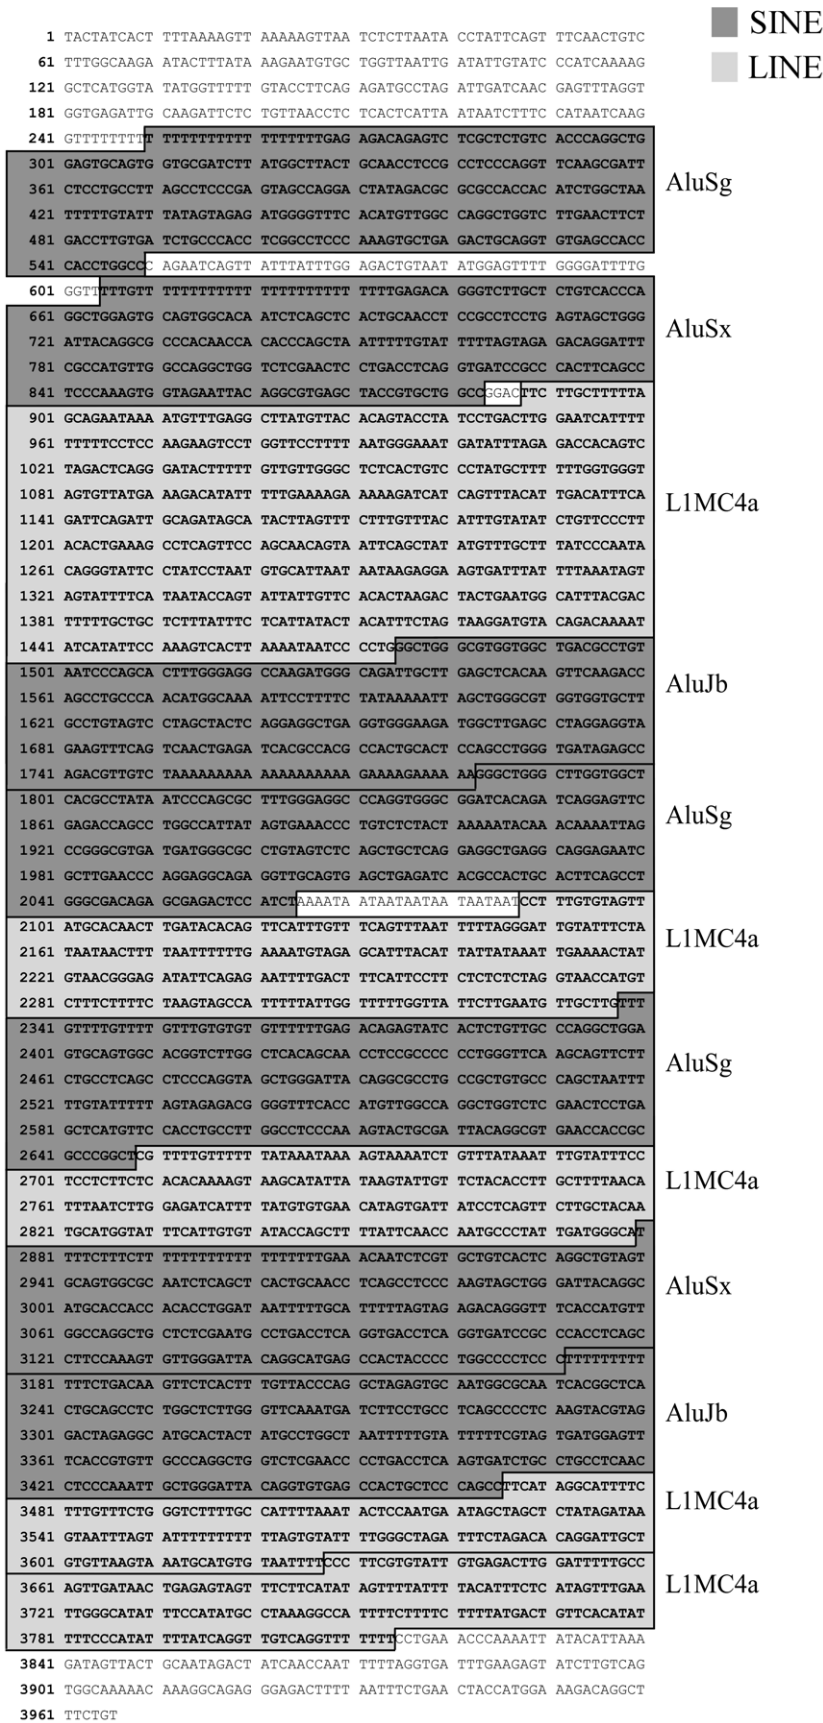 SINE
LINE
1 TACTATCACT TTTAAAAGTT AAAAAGTTAA TCTCTTAATA CCTATTCAGT TTCAACTGTC
61 TTTGGCAAGA ATACTTTATA AAGAATGTGC TGGTTAATTG ATATTGTATC CCATCAAAAG
121 GCTCATGGTA TATGGTTTTT GTACCTTCAG AGATGCCTAG ATTGATCAAC GAGTTTAGGT
181 GGTGAGATTG CAAGATTCTC TGTTAACCTC TCACTCATTA ATAATCTTTC CATAATCAAG
241 GTTTTTTTTT TTTTTTTTTT TTTTTTTGAG AGACAGAGTC TCGCTCTGTC ACCCAGGCTG
301 GAGTGCAGTG GTGCGATCTT ATGGCTTACT GCAACCTCCG CCTCCCAGGT TCAAGCGATT
AluSg
361 CTCCTGCCTT AGCCTCCCGA GTAGCCAGGA CTATAGACGC GCGCCACCAC ATCTGGCTAA
421 TTTTTGTATT TATAGTAGAG ATGGGGTTTC ACATGTTGGC CAGGCTGGTC TTGAACTTCT
481 GACCTTGTGA TCTGCCCACC TCGGCCTCCC AAAGTGCTGA GACTGCAGGT GTGAGCCACC
541 CACCTGGCCC AGAATCAGTT ATTTATTTGG AGACTGTAAT ATGGAGTTTT GGGGATTTTG
601 GGTTTTTGTT TTTTTTTTTT TTTTTTTTTT TTTTGAGACA GGGTCTTGCT CTGTCACCCA
661 GGCTGGAGTG CAGTGGCACA ATCTCAGCTC ACTGCAACCT CCGCCTCCTG AGTAGCTGGG
AluSx
721 ATTACAGGCG CCCACAACCA CACCCAGCTA ATTTTTGTAT TTTTAGTAGA GACAGGATTT
781 CGCCATGTTG GCCAGGCTGG TCTCGAACTC CTGACCTCAG GTGATCCGCC CACTTCAGCC
841 TCCCAAAGTG GTAGAATTAC AGGCGTGAGC TACCGTGCTG GCCGGACTTC TTGCTTTTTA
901 GCAGAATAAA ATGTTTGAGG CTTATGTTAC ACAGTACCTA TCCTGACTTG GAATCATTTT
961 TTTTTCCTCC AAGAAGTCCT GGTTCCTTTT AATGGGAAAT GATATTTAGA GACCACAGTC
1021 TAGACTCAGG GATACTTTTT GTTGTTGGGC TCTCACTGTC CCTATGCTTT TTTGGTGGGT
1081 AGTGTTATGA AAGACATATT TTTGAAAAGA AAAAGATCAT CAGTTTACAT TGACATTTCA
L1MC4a
1141 GATTCAGATT GCAGATAGCA TACTTAGTTT CTTTGTTTAC ATTTGTATAT CTGTTCCCTT
1201 ACACTGAAAG CCTCAGTTCC AGCAACAGTA ATTCAGCTAT ATGTTTGCTT TATCCCAATA
1261 CAGGGTATTC CTATCCTAAT GTGCATTAAT AATAAGAGGA AGTGATTTAT TTTAAATAGT
1321 AGTATTTTCA TAATACCAGT ATTATTGTTC ACACTAAGAC TACTGAATGG CATTTACGAC
1381 TTTTTGCTGC TCTTTATTTC TCATTATACT ACATTTCTAG TAAGGATGTA CAGACAAAAT
1441 ATCATATTCC AAAGTCACTT AAAATAATCC CCTGGGCTGG GCGTGGTGGC TGACGCCTGT
1501 AATCCCAGCA CTTTGGGAGG CCAAGATGGG CAGATTGCTT GAGCTCACAA GTTCAAGACC
AluJb
1561 AGCCTGCCCA ACATGGCAAA ATTCCTTTTC TATAAAAATT AGCTGGGCGT GGTGGTGCTT
1621 GCCTGTAGTC CTAGCTACTC AGGAGGCTGA GGTGGGAAGA TGGCTTGAGC CTAGGAGGTA
1681 GAAGTTTCAG TCAACTGAGA TCACGCCACG CCACTGCACT CCAGCCTGGG TGATAGAGCC
1741 AGACGTTGTC TAAAAAAAAA AAAAAAAAAA GAAAAGAAAA AAGGGCTGGG CTTGGTGGCT
1801 CACGCCTATA ATCCCAGCGC TTTGGGAGGC CCAGGTGGGC GGATCACAGA TCAGGAGTTC
AluSg
1861 GAGACCAGCC TGGCCATTAT AGTGAAACCC TGTCTCTACT AAAAATACAA ACAAAATTAG
1921 CCGGGCGTGA TGATGGGCGC CTGTAGTCTC AGCTGCTCAG GAGGCTGAGG CAGGAGAATC
1981 GCTTGAACCC AGGAGGCAGA GGTTGCAGTG AGCTGAGATC ACGCCACTGC ACTTCAGCCT
2041 GGGCGACAGA GCGAGACTCC ATCTAAAATA ATAATAATAA TAATAATCCT TTGTGTAGTT
2101 ATGCACAACT TGATACACAG TTCATTTGTT TCAGTTTAAT TTTTAGGGAT TGTATTTCTA
L1MC4a
2161 TAATAACTTT TAATTTTTTG AAAATGTAGA GCATTTACAT TATTATAAAT TGAAAACTAT
2221 GTAACGGGAG ATATTCAGAG AATTTTGACT TTCATTCCTT CTCTCTCTAG GTAACCATGT
2281 CTTTCTTTTC TAAGTAGCCA TTTTTATTGG TTTTTGGTTA TTCTTGAATG TTGCTTGTTT
2341 GTTTTGTTTT GTTTGTGTGT GTTTTTTGAG ACAGAGTATC ACTCTGTTGC CCAGGCTGGA
2401 GTGCAGTGGC ACGGTCTTGG CTCACAGCAA CCTCCGCCCC CCTGGGTTCA AGCAGTTCTT
AluSg
2461 CTGCCTCAGC CTCCCAGGTA GCTGGGATTA CAGGCGCCTG CCGCTGTGCC CAGCTAATTT
2521 TTGTATTTTT AGTAGAGACG GGGTTTCACC ATGTTGGCCA GGCTGGTCTC GAACTCCTGA
2581 GCTCATGTTC CACCTGCCTT GGCCTCCCAA AGTACTGCGA TTACAGGCGT GAACCACCGC
2641 GCCCGGCTCG TTTTGTTTTT TATAAATAAA AGTAAAATCT GTTTATAAAT TTGTATTTCC
2701 TCCTCTTCTC ACACAAAAGT AAGCATATTA TAAGTATTGT TCTACACCTT GCTTTTAACA
L1MC4a
2761 TTTAATCTTG GAGATCATTT TATGTGTGAA CATAGTGATT ATCCTCAGTT CTTGCTACAA
2821 TGCATGGTAT TTCATTGTGT ATACCAGCTT TTATTCAACC AATGCCCTAT TGATGGGCAT
2881 TTTCTTTCTT TTTTTTTTTT TTTTTTTGAA ACAATCTCGT GCTGTCACTC AGGCTGTAGT
2941 GCAGTGGCGC AATCTCAGCT CACTGCAACC TCAGCCTCCC AAGTAGCTGG GATTACAGGC
AluSx
3001 ATGCACCACC ACACCTGGAT AATTTTTGCA TTTTTAGTAG AGACAGGGTT TCACCATGTT
3061 GGCCAGGCTG CTCTCGAATG CCTGACCTCA GGTGACCTCA GGTGATCCGC CCACCTCAGC
3121 CTTCCAAAGT GTTGGGATTA CAGGCATGAG CCACTACCCC TGGCCCCTCC CTTTTTTTTT
3181 TTTCTGACAA GTTCTCACTT TGTTACCCAG GCTAGAGTGC AATGGCGCAA TCACGGCTCA
3241 CTGCAGCCTC TGGCTCTTGG GTTCAAATGA TCTTCCTGCC TCAGCCCCTC AAGTACGTAG
AluJb
3301 GACTAGAGGC ATGCACTACT ATGCCTGGCT AATTTTTGTA TTTTTCGTAG TGATGGAGTT
3361 TCACCGTGTT GCCCAGGCTG GTCTCGAACC CCTGACCTCA AGTGATCTGC CTGCCTCAAC
3421 CTCCCAAATT GCTGGGATTA CAGGTGTGAG CCACTGCTCC CAGCCTTCAT AGGCATTTTC
L1MC4a
3481 TTTGTTTCTG GGTCTTTTGC CATTTTAAAT ACTCCAATGA ATAGCTAGCT CTATAGATAA
3541 GTAATTTAGT ATTTTTTTTT TTAGTGTATT TTGGGCTAGA TTTCTAGACA CAGGATTGCT
3601 GTGTTAAGTA AATGCATGTG TAATTTTCCC TTCGTGTATT GTGAGACTTG GATTTTTGCC
L1MC4a
3661 AGTTGATAAC TGAGAGTAGT TTCTTCATAT AGTTTTATTT TACATTTCTC ATAGTTTGAA
3721 TTGGGCATAT TTCCATATGC CTAAAGGCCA TTTTCTTTTC TTTTATGACT GTTCACATAT
3781 TTTCCCATAT TTTATCAGGT TGTCAGGTTT TTTTTCCTGAA ACCCAAAATT ATACATTAAA
3841 GATAGTTACT GCAATAGACT ATCAACCAAT TTTTAGGTGA TTTGAAGAGT ATCTTGTCAG
3901 TGGCAAAAAC AAAGGCAGAG GGAGACTTTT AATTTCTGAA CTACCATGGA AAGACAGGCT
3961 TTCTGT